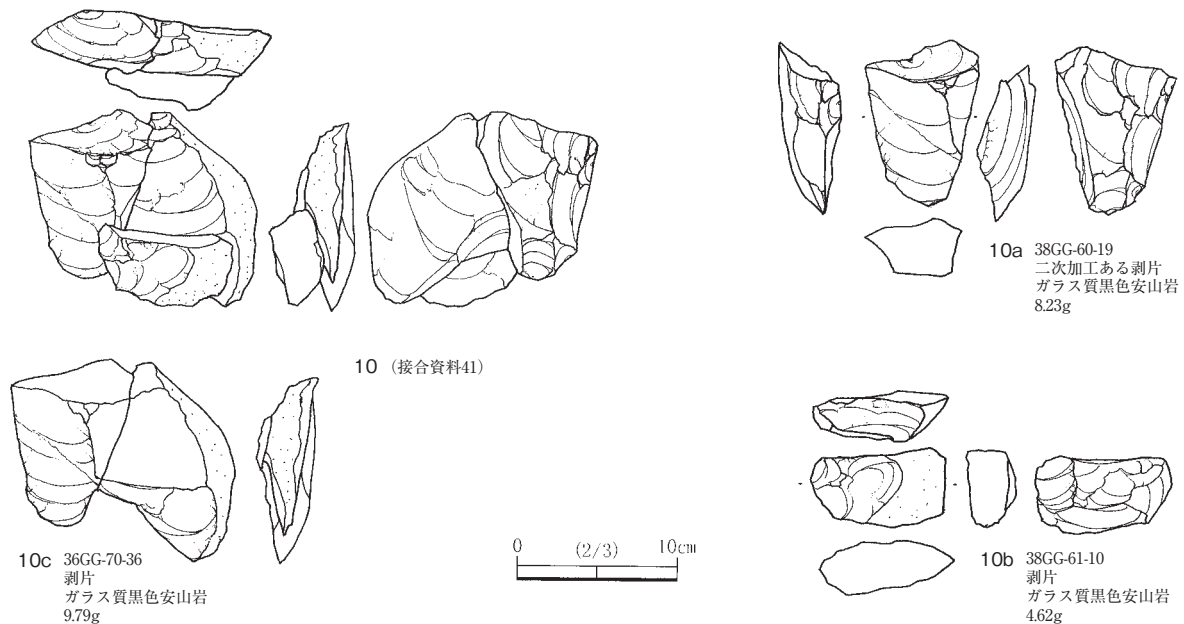 10a 38GG-60-19
二次加工ある剥片
ガラス質黒色安山岩
8.23g
10 (接合資料41)
10c 36GG-70-36
剥片
ガラス質黒色安山岩
9.79g
0 (2/3) 10cm
10b 38GG-61-10
剥片
ガラス質黒色安山岩
4.62g